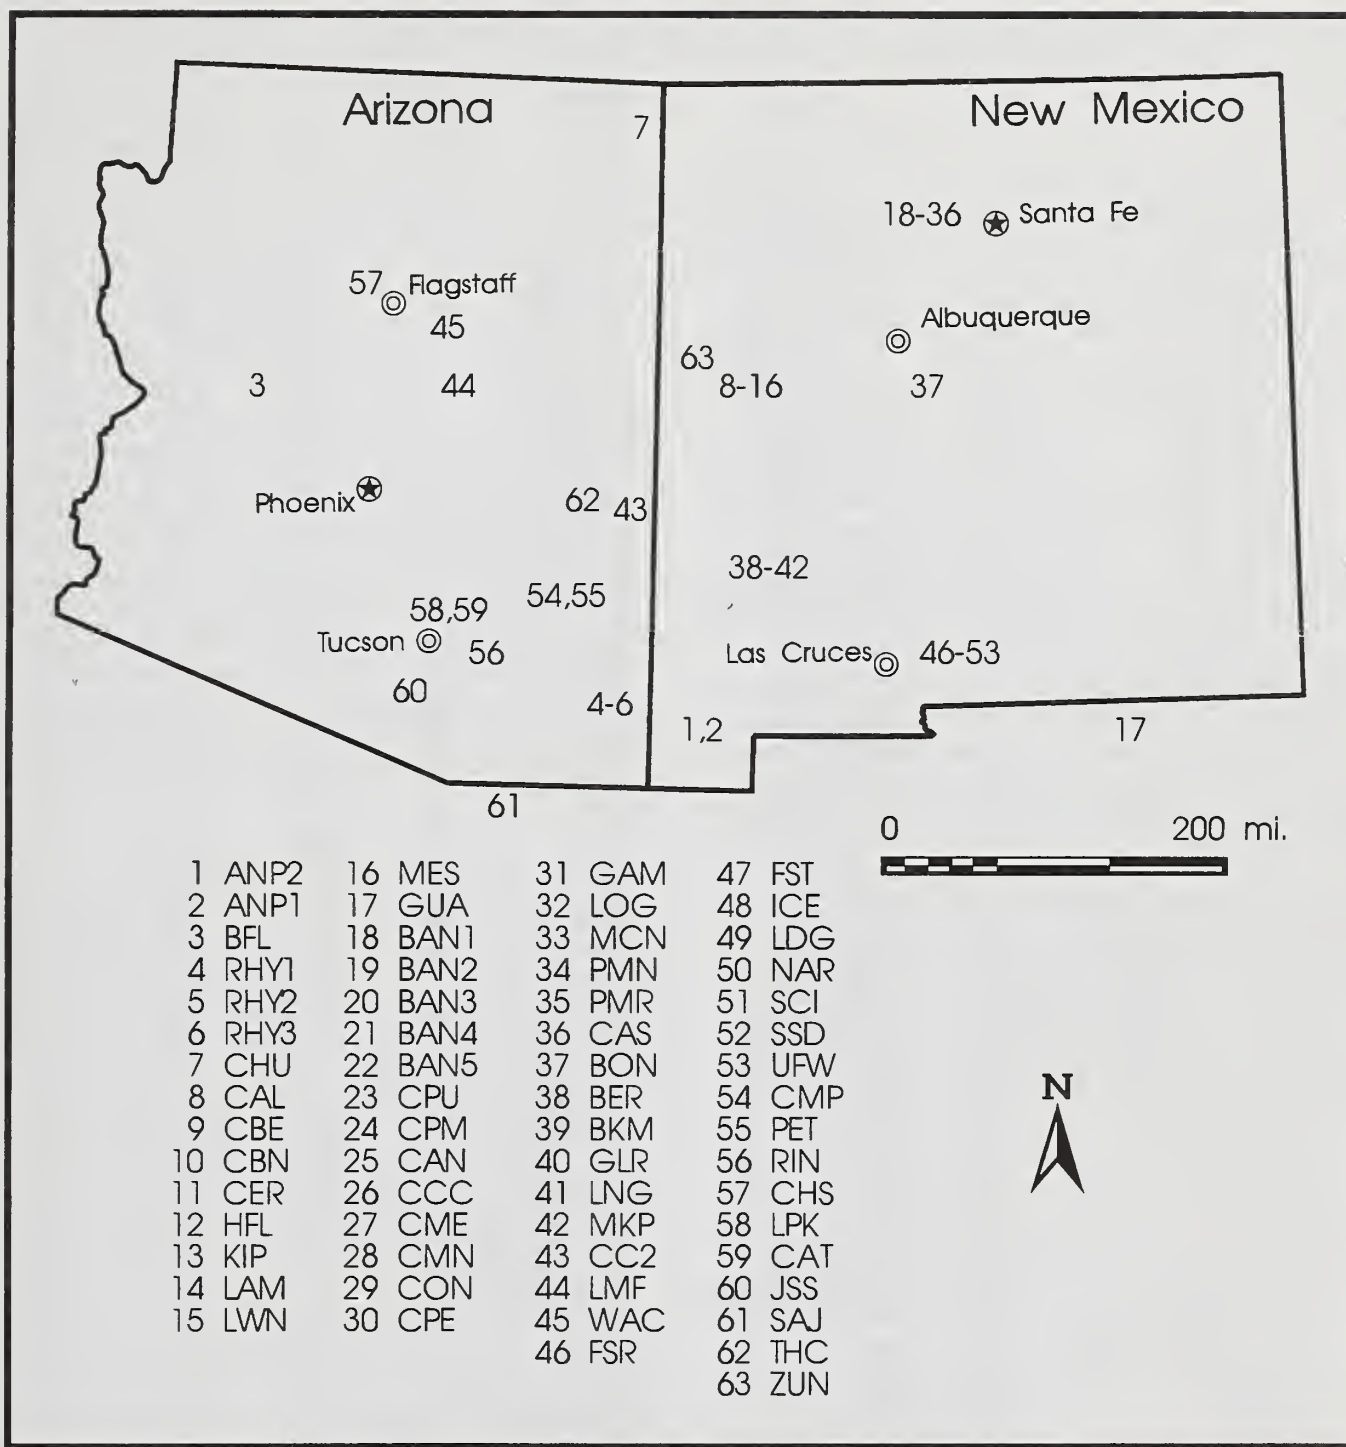 Arizona
New Mexico
7
18-36 Santa Fe
57 Flagstaff
45
Albuquerque
63
3
44
8-16
37
Phoenix
62
43
38-42
54,55
58,59
Tucson
56
Las Cruces
46-53
60
4-6
1,2
17
61
0 200 mi.
1 ANP2
2 ANP1
3 BFL
4 RHY1
5 RHY2
6 RHY3
7 CHU
8 CAL
9 CBE
10 CBN
11 CER
12 HFL
13 KIP
14 LAM
15 LWN
16 MES
17 GUA
18 BAN1
19 BAN2
20 BAN3
21 BAN4
22 BAN5
23 CPU
24 CPM
25 CAN
26 CCC
27 CME
28 CMN
29 CON
30 CPE
31 GAM
32 LOG
33 MCN
34 PMN
35 PMR
36 CAS
37 BON
38 BER
39 BKM
40 GLR
41 LNG
42 MKP
43 CC2
44 LMF
45 WAC
46 FSR
47 FST
48 ICE
49 LDG
50 NAR
51 SCI
52 SSD
53 UFW
54 CMP
55 PET
56 RIN
57 CHS
58 LPK
59 CAT
60 JSS
61 SAJ
62 THC
63 ZUN
N